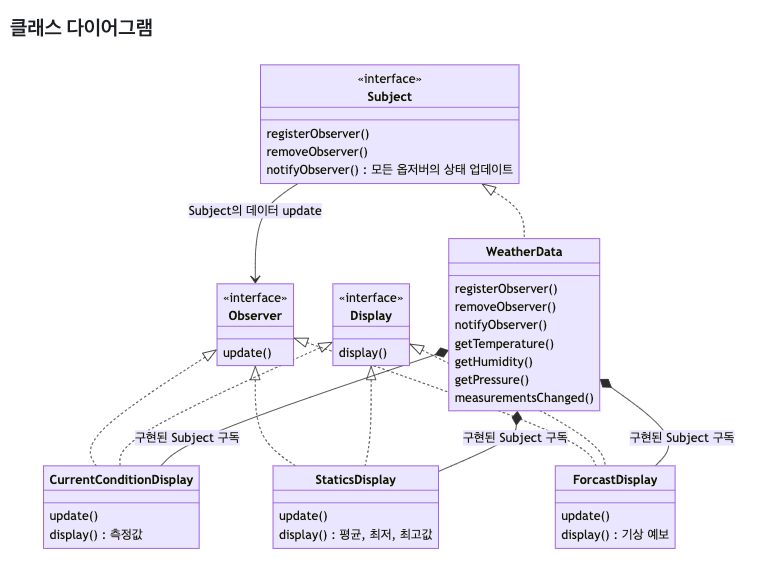 클래스 다이어그램
«interface»
Subject
registerObserver()
removeObserver()
notifyObserver() : 모든 옵저버의 상태 업데이트
Subject의 데이터 update
WeatherData
registerObserver()
removeObserver()
notifyObserver()
getTemperature()
getHumidity()
getPressure()
measurementsChanged()
«interface»
Observer
update()
«interface»
Display
display()
구현된 Subject 구독
구현된 Subject 구독
구현된 Subject 구독
CurrentConditionDisplay
update()
display() : 측정값
StaticsDisplay
update()
display() : 평균, 최저, 최고값
ForcastDisplay
update()
display() : 기상 예보